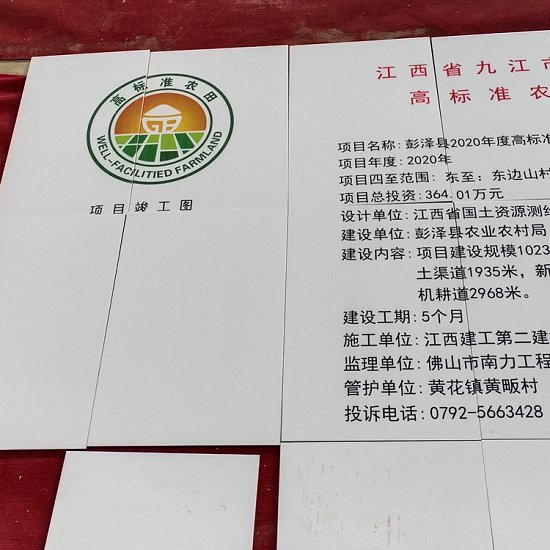 高标准农田
WELL-FACILITIED FARMLAND
项目竣工图
江西省九江市
高标准农
项目名称: 彭泽县2020年度高标准
项目年度: 2020年
项目四至范围: 东至: 东边山村
项目总投资: 364.01万元
设计单位: 江西省国土资源测绘
建设单位: 彭泽县农业农村局
建设内容: 项目建设规模1023
土渠道1935米, 新
机耕道2968米。
建设工期: 5个月
施工单位: 江西建工第二建
监理单位: 佛山市南力工程
管护单位: 黄花镇黄畈村
投诉电话: 0792-5663428